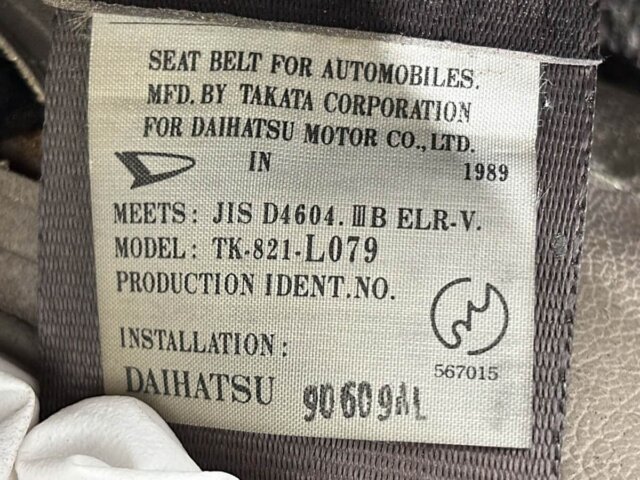 SEAT BELT FOR AUTOMOBILES.
MFD. BY TAKATA CORPORATION
FOR DAIHATSU MOTOR CO.,LTD.
IN 1989
MEETS: JIS D4604. ⅢB ELR-V.
MODEL: TK-821-L079
PRODUCTION IDENT.NO.
INSTALLATION:
567015
DAIHATSU 90609AL